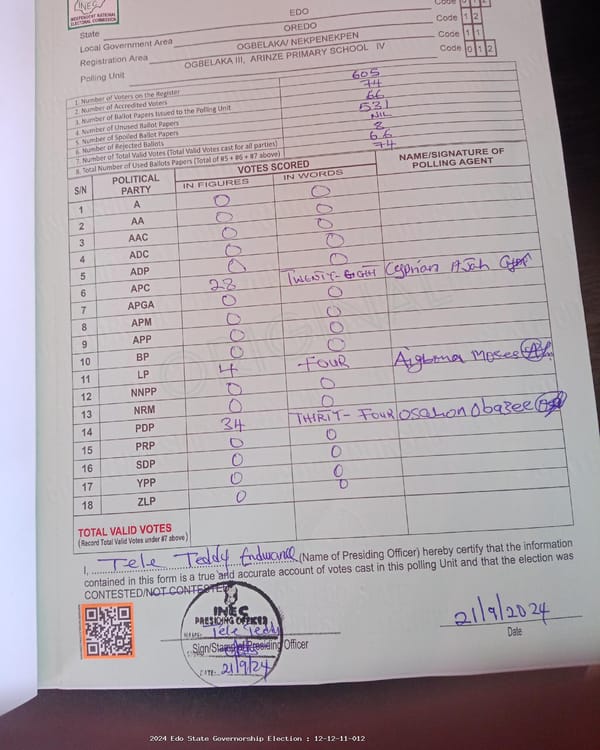 INEC
INDEPENDENT NATIONAL
ELECTORAL COMMISSION
State EDO Code
Local Government Area OREDO Code 1 2
Registration Area OGBELAKA/ NEKPENEKPEN Code 1 1
Polling Unit OGBELAKA III, ARINZE PRIMARY SCHOOL IV Code 0 1 2
1. Number of Voters on the Register 605
2. Number of Accredited Voters 74
3. Number of Ballot Papers Issued to the Polling Unit
4. Number of Unused Ballot Papers 531
5. Number of Spoiled Ballot Papers NIL
6. Number of Rejected Ballots
7. Number of Total Valid Votes (Total Valid Votes cast for all parties) 66
8. Total Number of Used Ballots Papers (Total of #5 + #6 + #7 above) 74
S/N POLITICAL PARTY VOTES SCORED NAME/SIGNATURE OF POLLING AGENT
IN FIGURES IN WORDS
1 A 0 0
2 AA 0 0
3 AAC 0 0
4 ADC 0 0
5 ADP 0 0
6 APC 28 TWENTY-EIGHT Cyprian
7 APGA 0 0
8 APM 0 0
9 APP 0 0
10 BP 0 0
11 LP 4 FOUR Moses
12 NNPP 0 0
13 NRM 0 0
14 PDP 34 THIRIT-FOUR Osahon Obazee
15 PRP 0 0
16 SDP 0 0
17 YPP 0 0
18 ZLP 0 0
ORIGINAL
TOTAL VALID VOTES
(Record Total Valid Votes under #7 above)
I, Tele Teddy (Name of Presiding Officer) hereby certify that the information
contained in this form is a true and accurate account of votes cast in this polling Unit and that the election was
CONTESTED/NOT CONTESTED
INEC
PRESIDING OFFICER
NAME: Tele Teddy
Sign/Stamp of Presiding Officer
DATE: 21/9/24
21/9/2024
Date
2024 Edo State Governorship Election : 12-12-11-012